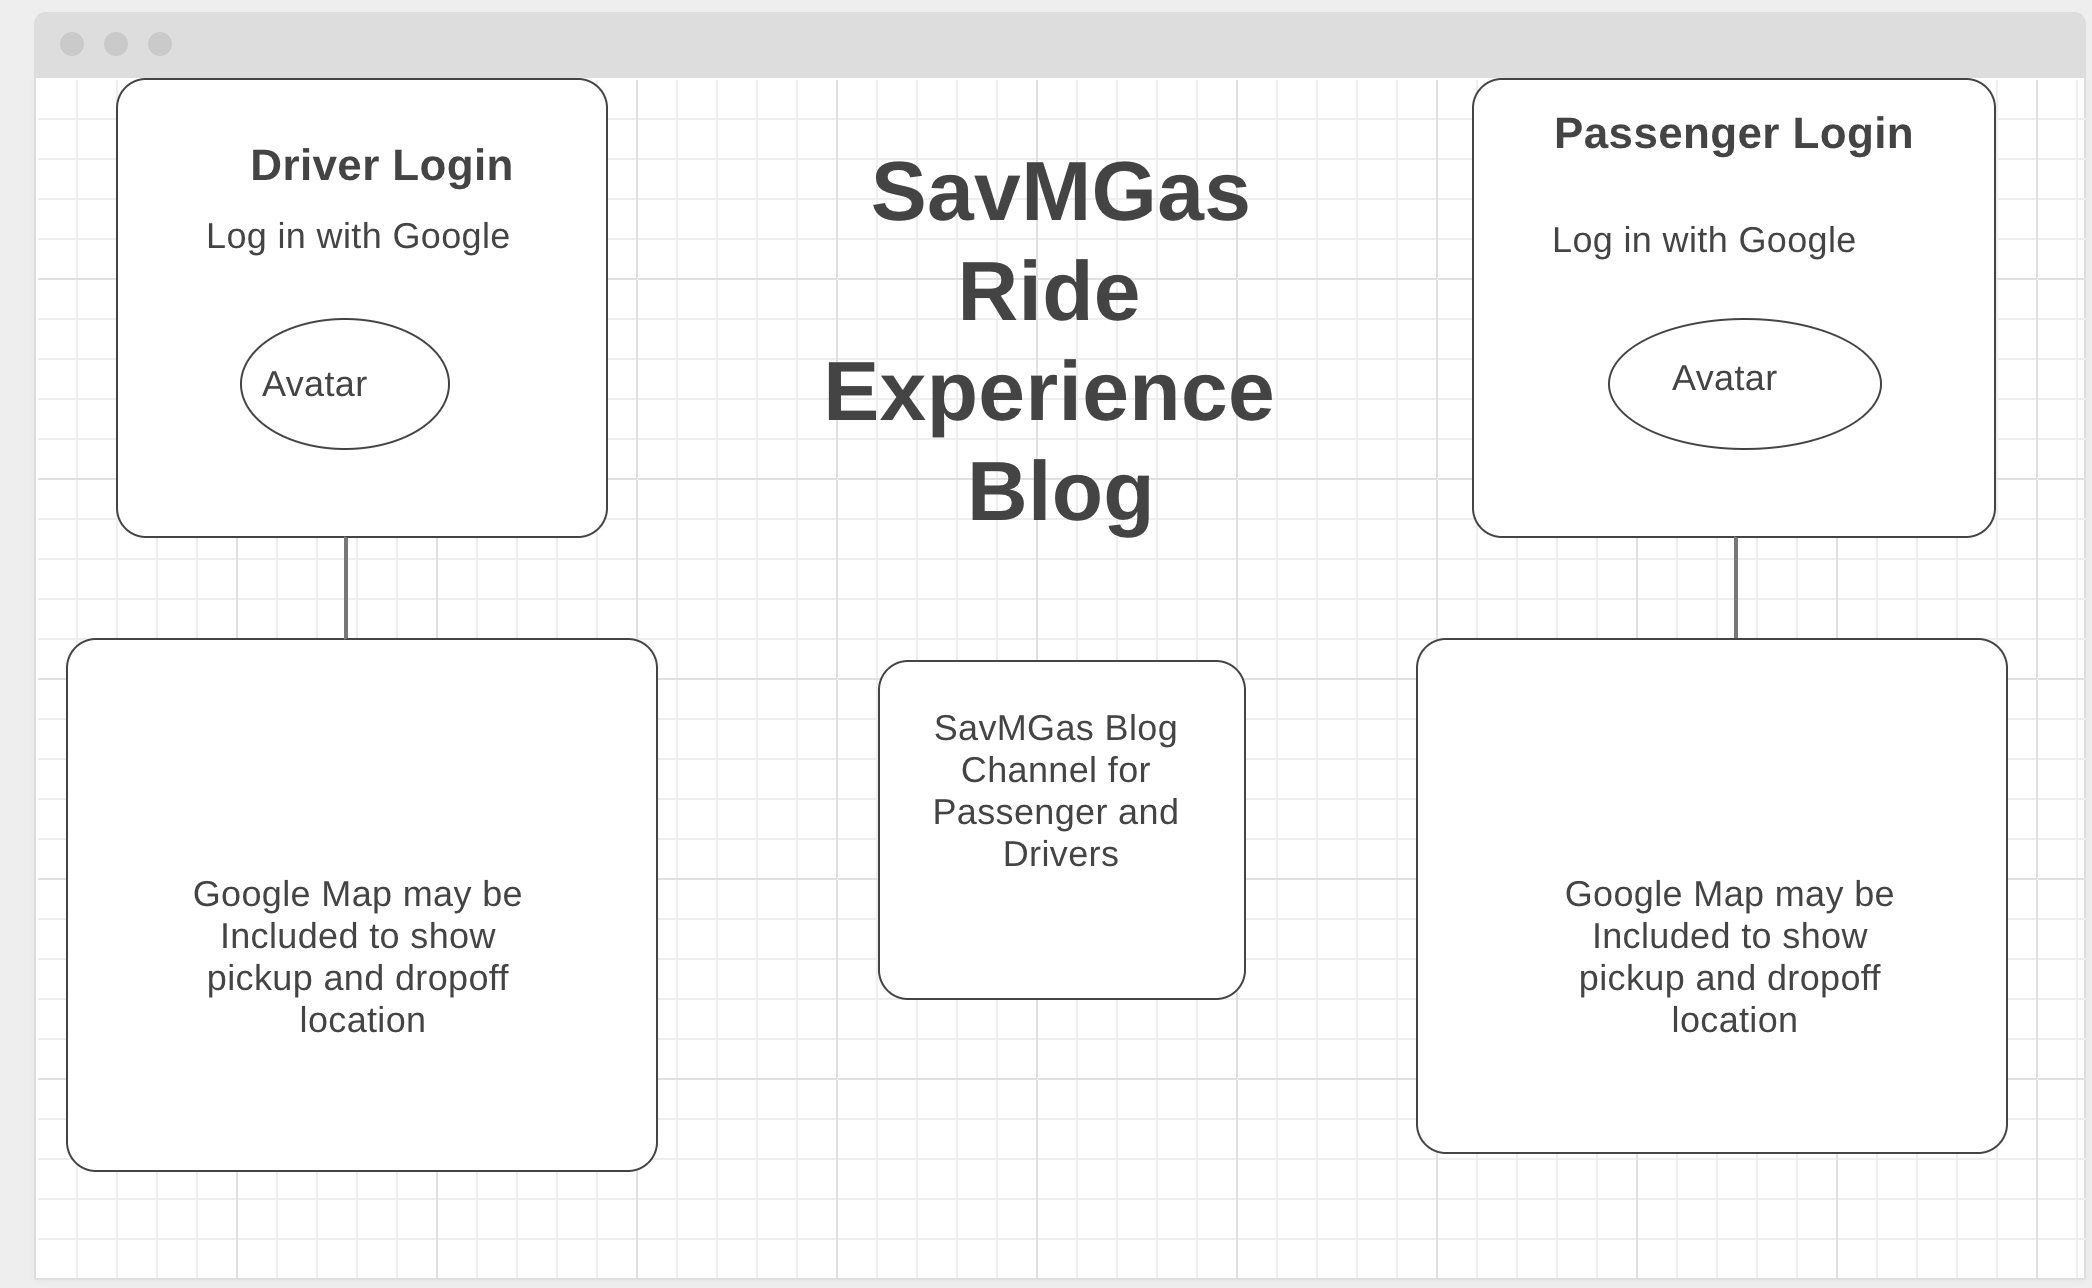 Driver Login
Log in with Google
Avatar
SavMGas
Ride
Experience
Blog
Passenger Login
Log in with Google
Avatar
Google Map may be
Included to show
pickup and dropoff
location
SavMGas Blog
Channel for
Passenger and
Drivers
Google Map may be
Included to show
pickup and dropoff
location